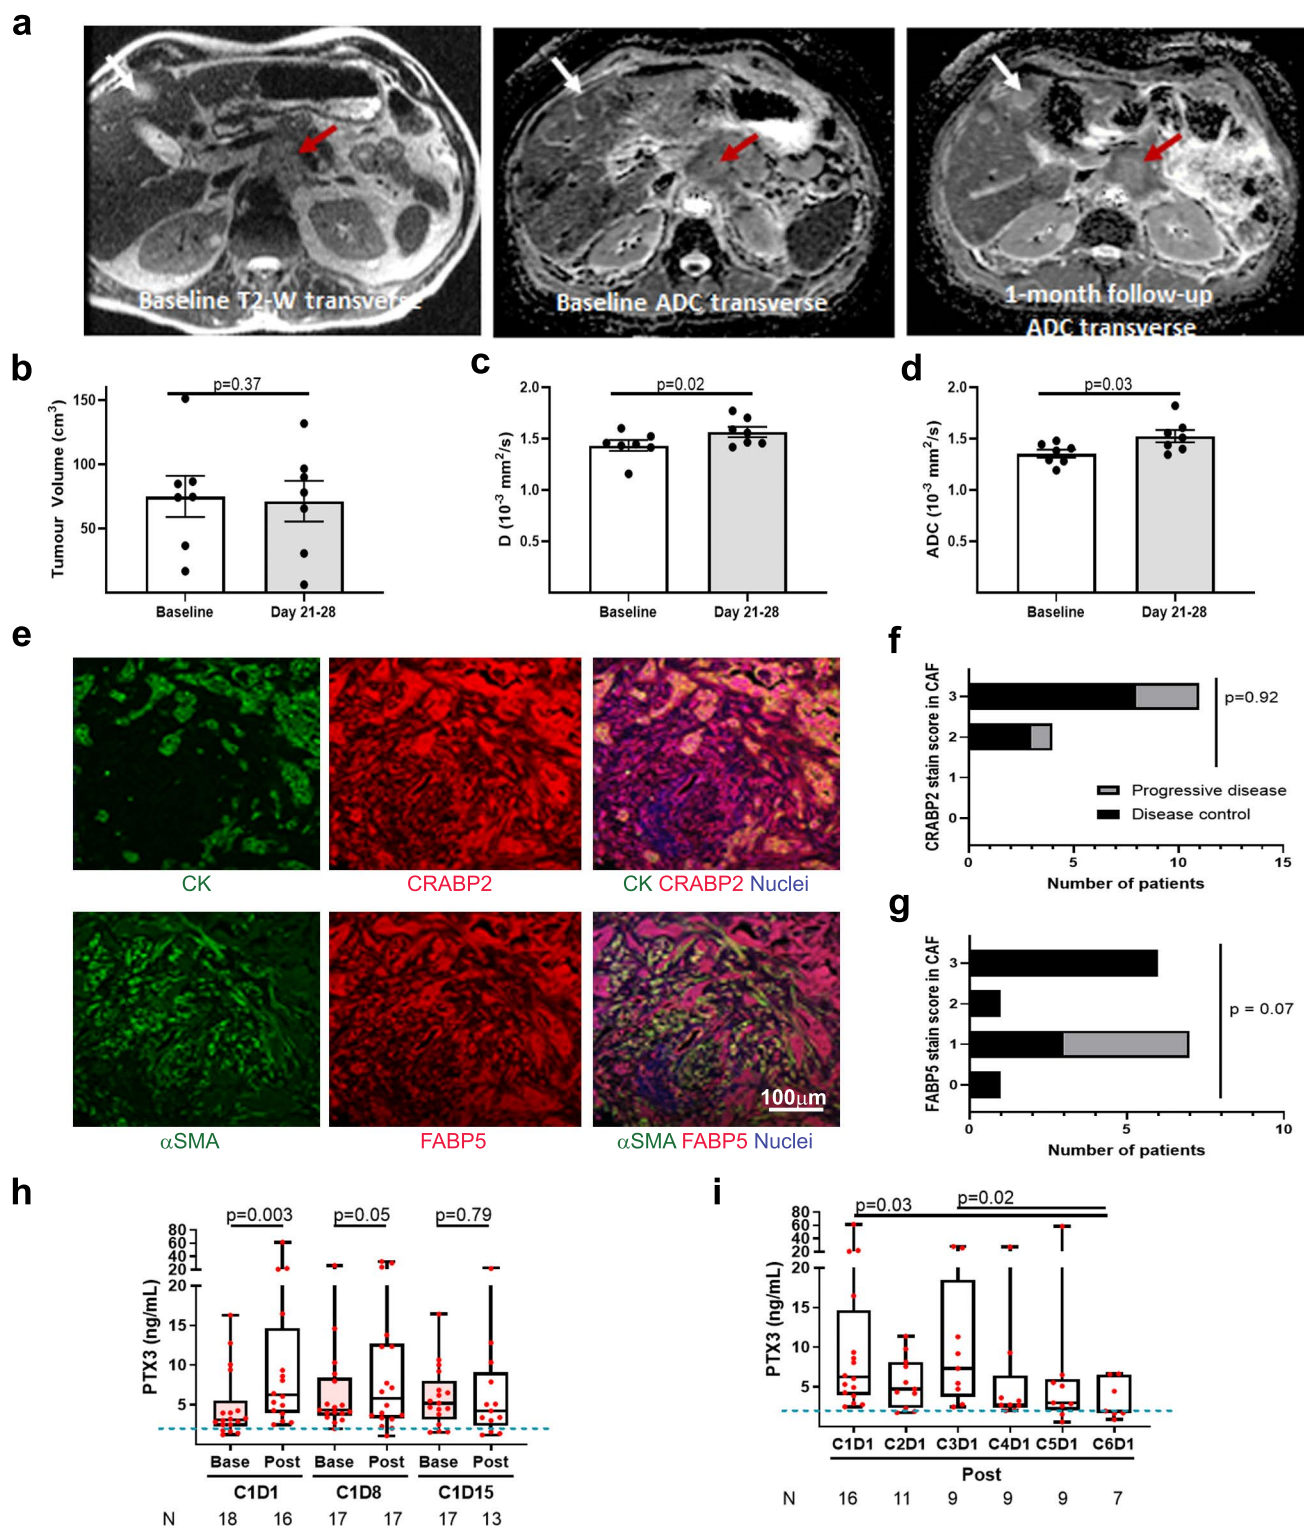 a
Baseline T2-W transverse
Baseline ADC transverse
1-month follow-up
ADC transverse
b
p=0.37
Tumour Volume (cm3)
150
100
50
Baseline
Day 21-28
c
p=0.02
D (10-3 mm2/s)
2.0
1.5
1.0
0.5
Baseline
Day 21-28
d
p=0.03
ADC (10-3 mm2/s)
2.0
1.5
1.0
0.5
Baseline
Day 21-28
e
CK
CRABP2
CK CRABP2 Nuclei
100μm
αSMA
FABP5
αSMA FABP5 Nuclei
f
CRABP2 stain score in CAF
3
2
1
0
p=0.92
Progressive disease
Disease control
0 5 10 15
Number of patients
g
FABP5 stain score in CAF
3
2
1
0
p = 0.07
0 5 10
Number of patients
h
p=0.003 p=0.05 p=0.79
PTX3 (ng/mL)
80
60
40
20
20
15
10
5
Base Post Base Post Base Post
C1D1 C1D8 C1D15
N 18 16 17 17 17 13
i
p=0.03 p=0.02
PTX3 (ng/mL)
80
60
40
20
20
15
10
5
C1D1 C2D1 C3D1 C4D1 C5D1 C6D1
Post
N 16 11 9 9 9 7